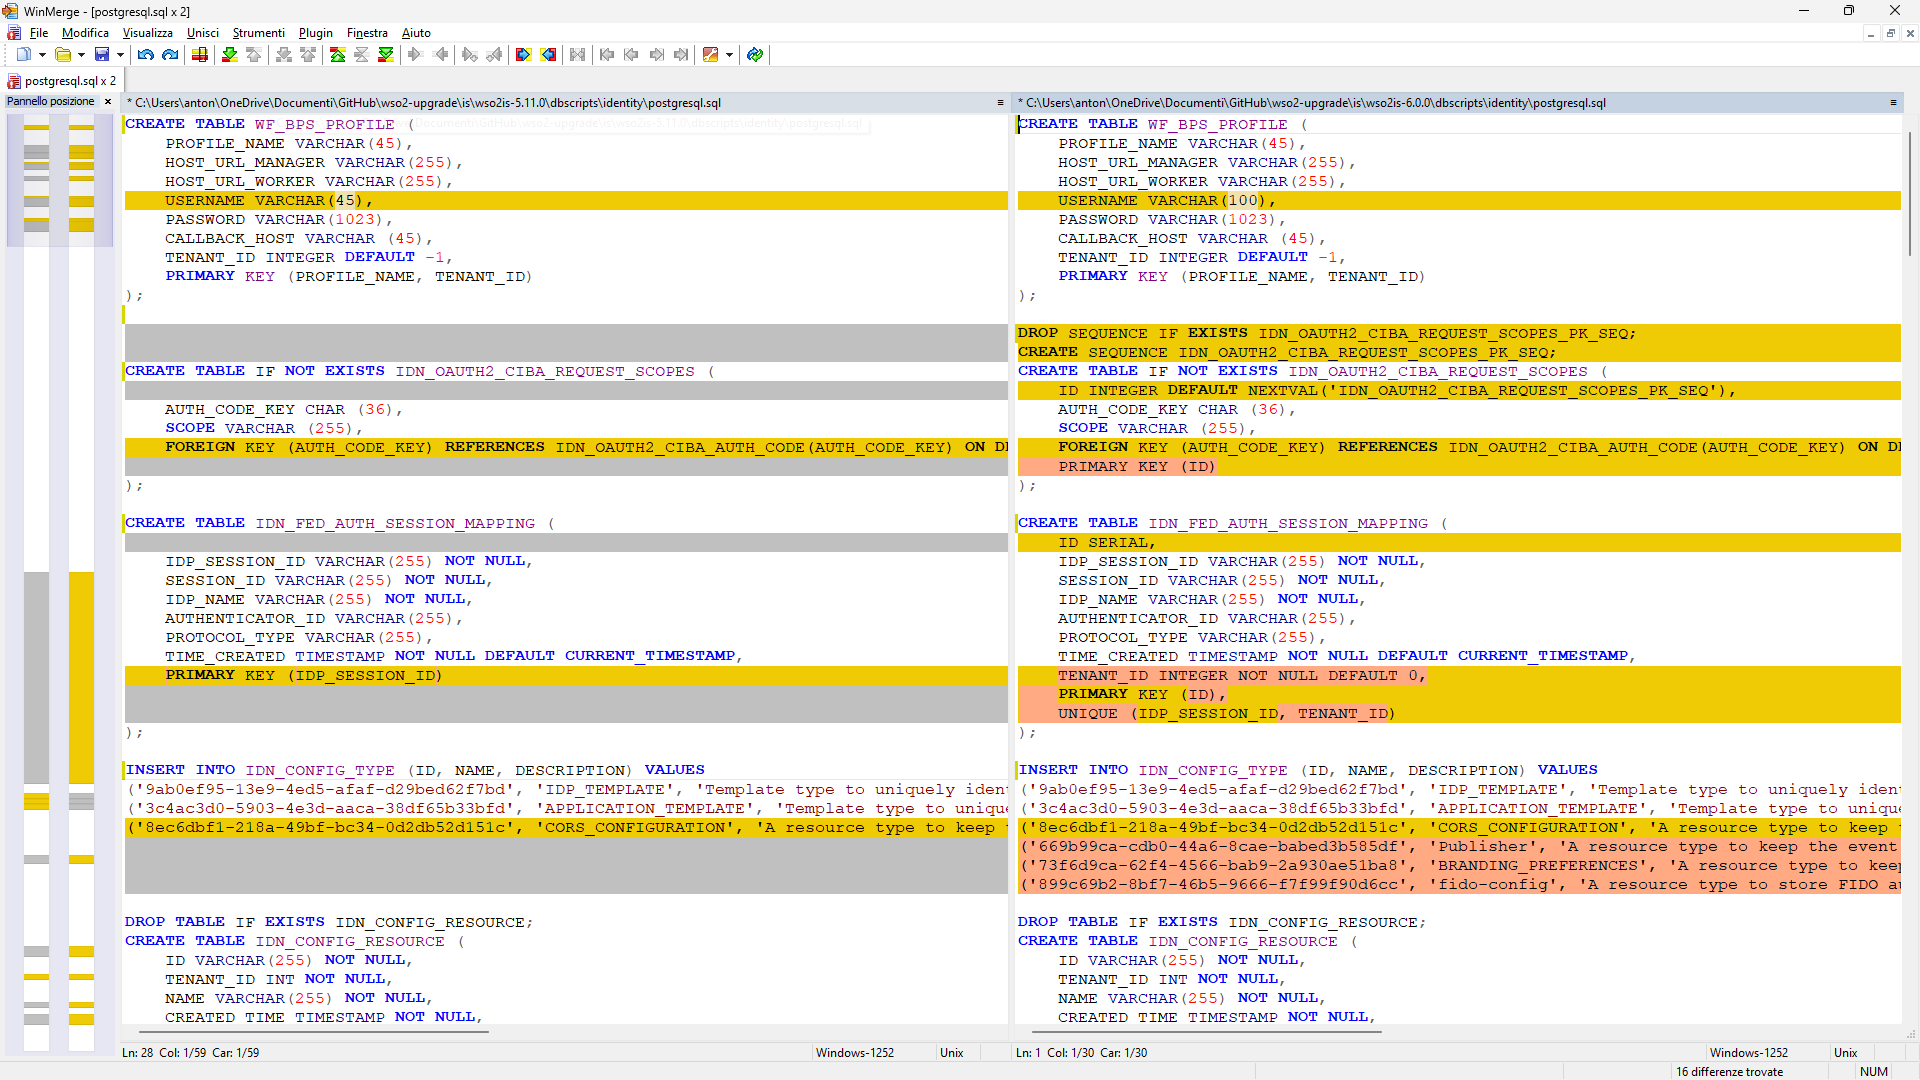 WinMerge - [postgresql.sql x 2]
File Modifica Visualizza Unisci Strumenti Plugin Finestra Aiuto
postgresql.sql x 2
Pannello posizione
* C:\Users\anton\OneDrive\Documenti\GitHub\wso2-upgrade\is\wso2is-5.11.0\dbscripts\identity\postgresql.sql
CREATE TABLE WF_BPS_PROFILE (
PROFILE_NAME VARCHAR(45),
HOST_URL_MANAGER VARCHAR(255),
HOST_URL_WORKER VARCHAR(255),
USERNAME VARCHAR(45),
PASSWORD VARCHAR(1023),
CALLBACK_HOST VARCHAR (45),
TENANT_ID INTEGER DEFAULT -1,
PRIMARY KEY (PROFILE_NAME, TENANT_ID)
);
CREATE TABLE IF NOT EXISTS IDN_OAUTH2_CIBA_REQUEST_SCOPES (
AUTH_CODE_KEY CHAR (36),
SCOPE VARCHAR (255),
FOREIGN KEY (AUTH_CODE_KEY) REFERENCES IDN_OAUTH2_CIBA_AUTH_CODE(AUTH_CODE_KEY) ON
);
CREATE TABLE IDN_FED_AUTH_SESSION_MAPPING (
IDP_SESSION_ID VARCHAR(255) NOT NULL,
SESSION_ID VARCHAR(255) NOT NULL,
IDP_NAME VARCHAR(255) NOT NULL,
AUTHENTICATOR_ID VARCHAR(255),
PROTOCOL_TYPE VARCHAR(255),
TIME_CREATED TIMESTAMP NOT NULL DEFAULT CURRENT_TIMESTAMP,
PRIMARY KEY (IDP_SESSION_ID)
);
INSERT INTO IDN_CONFIG_TYPE (ID, NAME, DESCRIPTION) VALUES
('9ab0ef95-13e9-4ed5-afaf-d29bed62f7bd', 'IDP_TEMPLATE', 'Template type to uniquely iden
('3c4ac3d0-5903-4e3d-aaca-38df65b33bfd', 'APPLICATION_TEMPLATE', 'Template type to uniqu
('8ec6dbf1-218a-49bf-bc34-0d2db52d151c', 'CORS_CONFIGURATION', 'A resource type to keep
DROP TABLE IF EXISTS IDN_CONFIG_RESOURCE;
CREATE TABLE IDN_CONFIG_RESOURCE (
ID VARCHAR(255) NOT NULL,
TENANT_ID INT NOT NULL,
NAME VARCHAR(255) NOT NULL,
CREATED_TIME TIMESTAMP NOT NULL,
* C:\Users\anton\OneDrive\Documenti\GitHub\wso2-upgrade\is\wso2is-6.0.0\dbscripts\identity\postgresql.sql
CREATE TABLE WF_BPS_PROFILE (
PROFILE_NAME VARCHAR(45),
HOST_URL_MANAGER VARCHAR(255),
HOST_URL_WORKER VARCHAR(255),
USERNAME VARCHAR(100),
PASSWORD VARCHAR(1023),
CALLBACK_HOST VARCHAR (45),
TENANT_ID INTEGER DEFAULT -1,
PRIMARY KEY (PROFILE_NAME, TENANT_ID)
);
DROP SEQUENCE IF EXISTS IDN_OAUTH2_CIBA_REQUEST_SCOPES_PK_SEQ;
CREATE SEQUENCE IDN_OAUTH2_CIBA_REQUEST_SCOPES_PK_SEQ;
CREATE TABLE IF NOT EXISTS IDN_OAUTH2_CIBA_REQUEST_SCOPES (
ID INTEGER DEFAULT NEXTVAL('IDN_OAUTH2_CIBA_REQUEST_SCOPES_PK_SEQ'),
AUTH_CODE_KEY CHAR (36),
SCOPE VARCHAR (255),
FOREIGN KEY (AUTH_CODE_KEY) REFERENCES IDN_OAUTH2_CIBA_AUTH_CODE(AUTH_CODE_KEY) ON
PRIMARY KEY (ID)
);
CREATE TABLE IDN_FED_AUTH_SESSION_MAPPING (
ID SERIAL,
IDP_SESSION_ID VARCHAR(255) NOT NULL,
SESSION_ID VARCHAR(255) NOT NULL,
IDP_NAME VARCHAR(255) NOT NULL,
AUTHENTICATOR_ID VARCHAR(255),
PROTOCOL_TYPE VARCHAR(255),
TIME_CREATED TIMESTAMP NOT NULL DEFAULT CURRENT_TIMESTAMP,
TENANT_ID INTEGER NOT NULL DEFAULT 0,
PRIMARY KEY (ID),
UNIQUE (IDP_SESSION_ID, TENANT_ID)
);
INSERT INTO IDN_CONFIG_TYPE (ID, NAME, DESCRIPTION) VALUES
('9ab0ef95-13e9-4ed5-afaf-d29bed62f7bd', 'IDP_TEMPLATE', 'Template type to uniquely iden
('3c4ac3d0-5903-4e3d-aaca-38df65b33bfd', 'APPLICATION_TEMPLATE', 'Template type to uniqu
('8ec6dbf1-218a-49bf-bc34-0d2db52d151c', 'CORS_CONFIGURATION', 'A resource type to keep
('669b99ca-cdb0-44a6-8cae-babed3b585df', 'Publisher', 'A resource type to keep the event
('73f6d9ca-62f4-4566-bab9-2a930ae51ba8', 'BRANDING_PREFERENCES', 'A resource type to kee
('899c69b2-8bf7-46b5-9666-f7f99f90d6cc', 'fido-config', 'A resource type to store FIDO a
DROP TABLE IF EXISTS IDN_CONFIG_RESOURCE;
CREATE TABLE IDN_CONFIG_RESOURCE (
ID VARCHAR(255) NOT NULL,
TENANT_ID INT NOT NULL,
NAME VARCHAR(255) NOT NULL,
CREATED_TIME TIMESTAMP NOT NULL,
Ln: 28 Col: 1/59 Car: 1/59
Windows-1252
Unix
Ln: 1 Col: 1/30 Car: 1/30
Windows-1252
Unix
16 differenze trovate
NUM